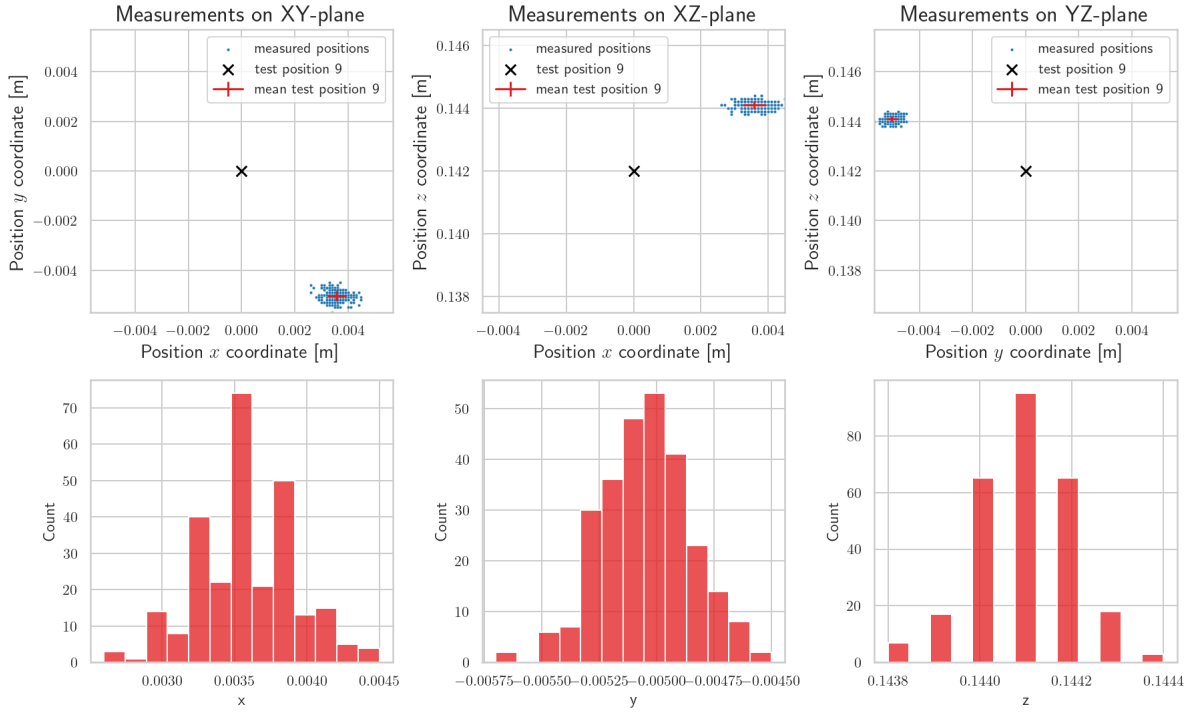 Measurements on XY-plane
Measurements on XZ-plane
Measurements on YZ-plane
measured positions
test position 9
mean test position 9
0.004
0.002
0.000
−0.002
−0.004
Position y coordinate [m]
−0.004 −0.002 0.000 0.002 0.004
Position x coordinate [m]
measured positions
test position 9
mean test position 9
0.146
0.144
0.142
0.140
0.138
Position z coordinate [m]
−0.004 −0.002 0.000 0.002 0.004
Position x coordinate [m]
measured positions
test position 9
mean test position 9
0.146
0.144
0.142
0.140
0.138
Position z coordinate [m]
−0.004 −0.002 0.000 0.002 0.004
Position y coordinate [m]
70
60
50
40
30
20
10
0
Count
0.0030 0.0035 0.0040 0.0045
x
50
40
30
20
10
0
Count
−0.00575 −0.00550 −0.00525 −0.00500 −0.00475 −0.00450
y
80
60
40
20
0
Count
0.1438 0.1440 0.1442 0.1444
z